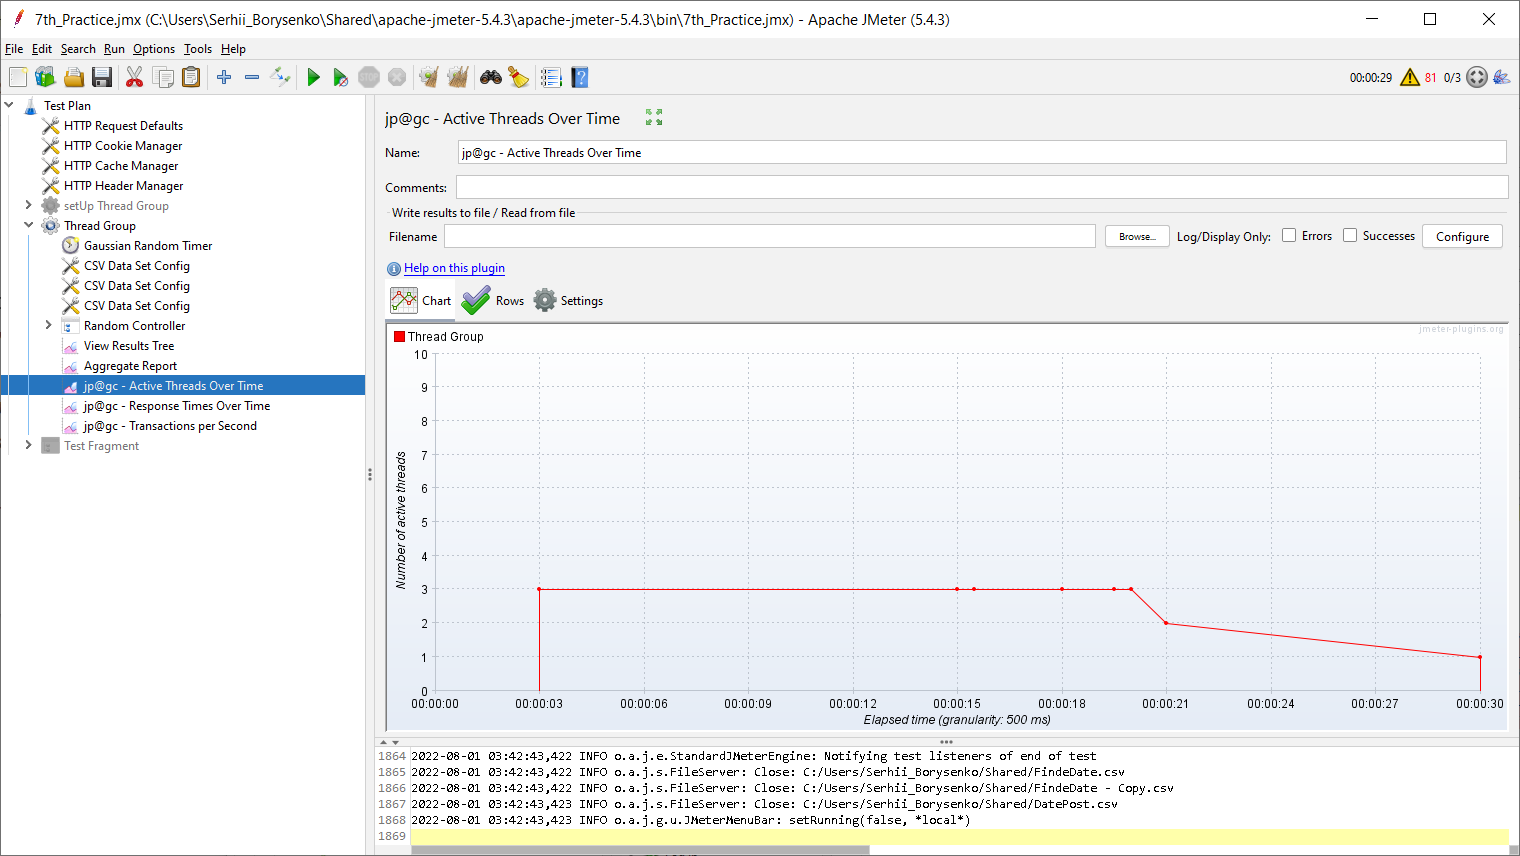 7th_Practice.jmx (C:\Users\Serhii_Borysenko\Shared\apache-jmeter-5.4.3\apache-jmeter-5.4.3\bin\7th_Practice.jmx) - Apache JMeter (5.4.3)
File Edit Search Run Options Tools Help
STOP
00:00:29 81 0/3
Test Plan
HTTP Request Defaults
HTTP Cookie Manager
HTTP Cache Manager
HTTP Header Manager
setUp Thread Group
Thread Group
Gaussian Random Timer
CSV Data Set Config
CSV Data Set Config
CSV Data Set Config
Random Controller
View Results Tree
Aggregate Report
jp@gc - Active Threads Over Time
jp@gc - Response Times Over Time
jp@gc - Transactions per Second
Test Fragment
jp@gc - Active Threads Over Time
Name: jp@gc - Active Threads Over Time
Comments:
Write results to file / Read from file
Filename Browse... Log/Display Only: Errors Successes Configure
Help on this plugin
Chart Rows Settings
jmeter-plugins.org
Thread Group
10
9
8
7
6
5
4
3
2
1
0
Number of active threads
00:00:00 00:00:03 00:00:06 00:00:09 00:00:12 00:00:15 00:00:18 00:00:21 00:00:24 00:00:27 00:00:30
Elapsed time (granularity: 500 ms)
1864 2022-08-01 03:42:43,422 INFO o.a.j.e.StandardJMeterEngine: Notifying test listeners of end of test
1865 2022-08-01 03:42:43,422 INFO o.a.j.s.FileServer: Close: C:/Users/Serhii_Borysenko/Shared/FindeDate.csv
1866 2022-08-01 03:42:43,422 INFO o.a.j.s.FileServer: Close: C:/Users/Serhii_Borysenko/Shared/FindeDate - Copy.csv
1867 2022-08-01 03:42:43,423 INFO o.a.j.s.FileServer: Close: C:/Users/Serhii_Borysenko/Shared/DatePost.csv
1868 2022-08-01 03:42:43,423 INFO o.a.j.g.u.JMeterMenuBar: setRunning(false, *local*)
1869